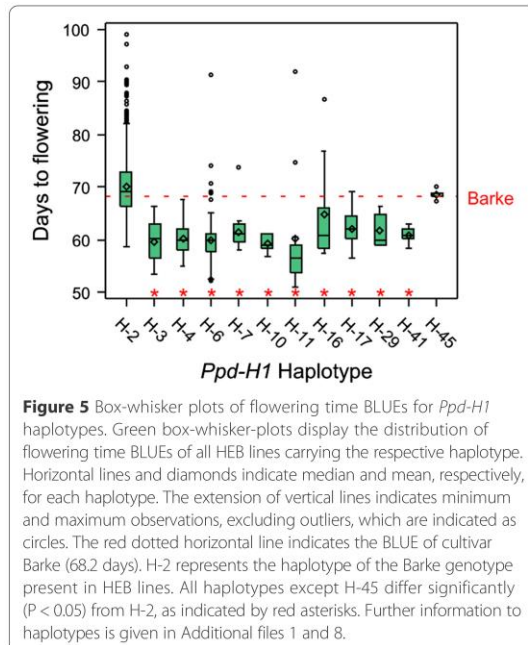 100
90
80
70
60
50
Days to flowering
Barke
* * * * * * * * * *
H-2 H-3 H-4 H-6 H-7 H-10 H-11 H-16 H-17 H-29 H-41 H-45
Ppd-H1 Haplotype
Figure 5 Box-whisker plots of flowering time BLUEs for Ppd-H1
haplotypes. Green box-whisker-plots display the distribution of
flowering time BLUEs of all HEB lines carrying the respective haplotype.
Horizontal lines and diamonds indicate median and mean, respectively,
for each haplotype. The extension of vertical lines indicates minimum
and maximum observations, excluding outliers, which are indicated as
circles. The red dotted horizontal line indicates the BLUE of cultivar
Barke (68.2 days). H-2 represents the haplotype of the Barke genotype
present in HEB lines. All haplotypes except H-45 differ significantly
(P < 0.05) from H-2, as indicated by red asterisks. Further information to
haplotypes is given in Additional files 1 and 8.